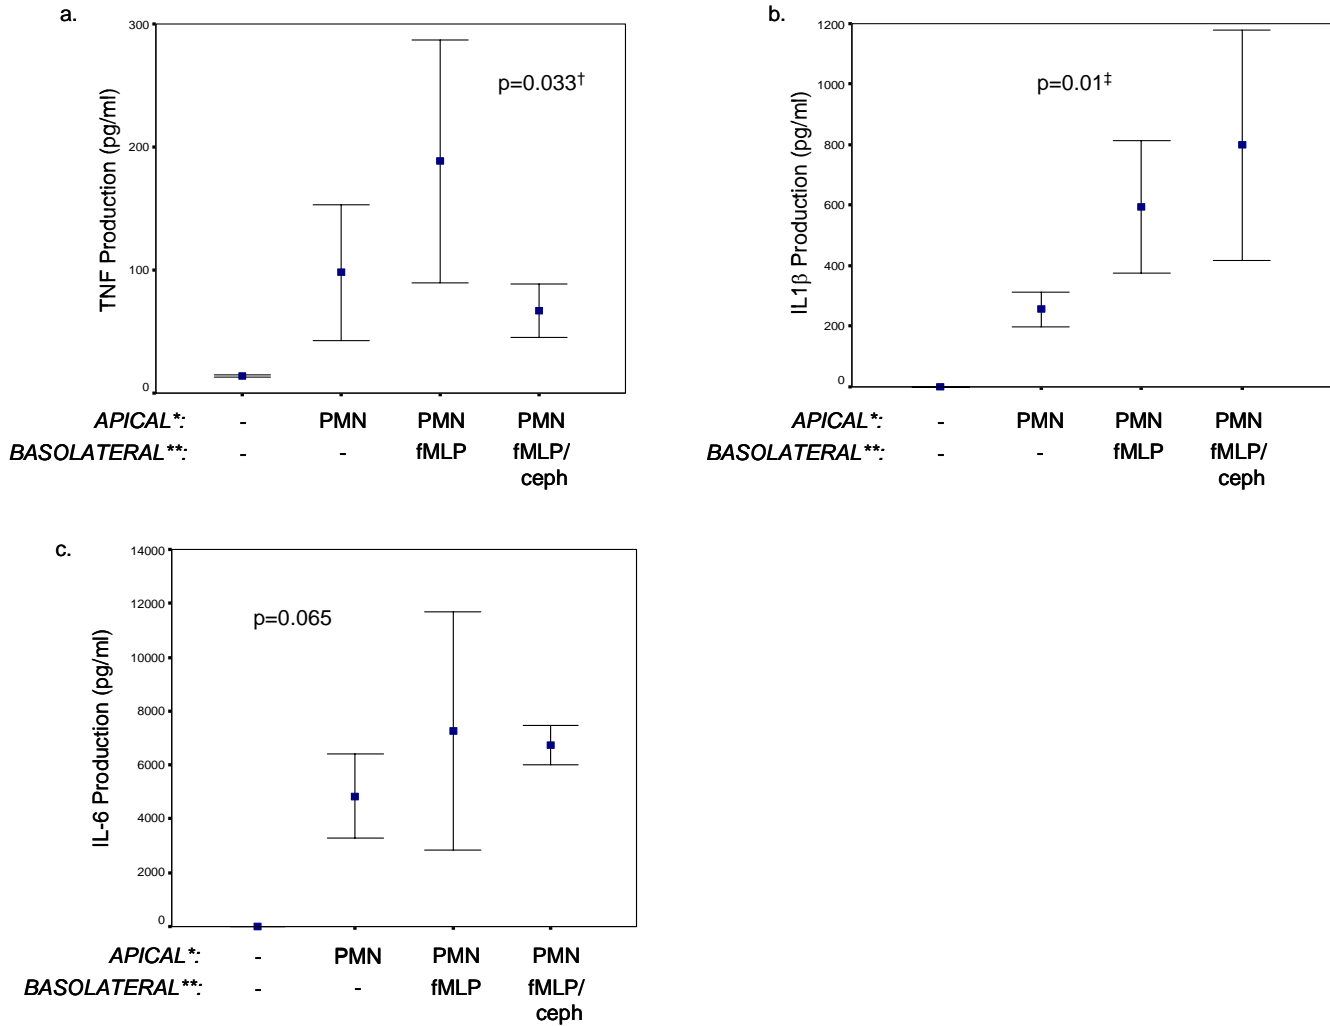 a.
TNF Production (pg/ml)
300
200
100
0
p=0.033†
APICAL*: - PMN PMN PMN
BASOLATERAL**: - - fMLP fMLP/
ceph
b.
IL1β Production (pg/ml)
1200
1000
800
600
400
200
0
p=0.01‡
APICAL*: - PMN PMN PMN
BASOLATERAL**: - - fMLP fMLP/
ceph
c.
IL-6 Production (pg/ml)
14000
12000
10000
8000
6000
4000
2000
0
p=0.065
APICAL*: - PMN PMN PMN
BASOLATERAL**: - - fMLP fMLP/
ceph